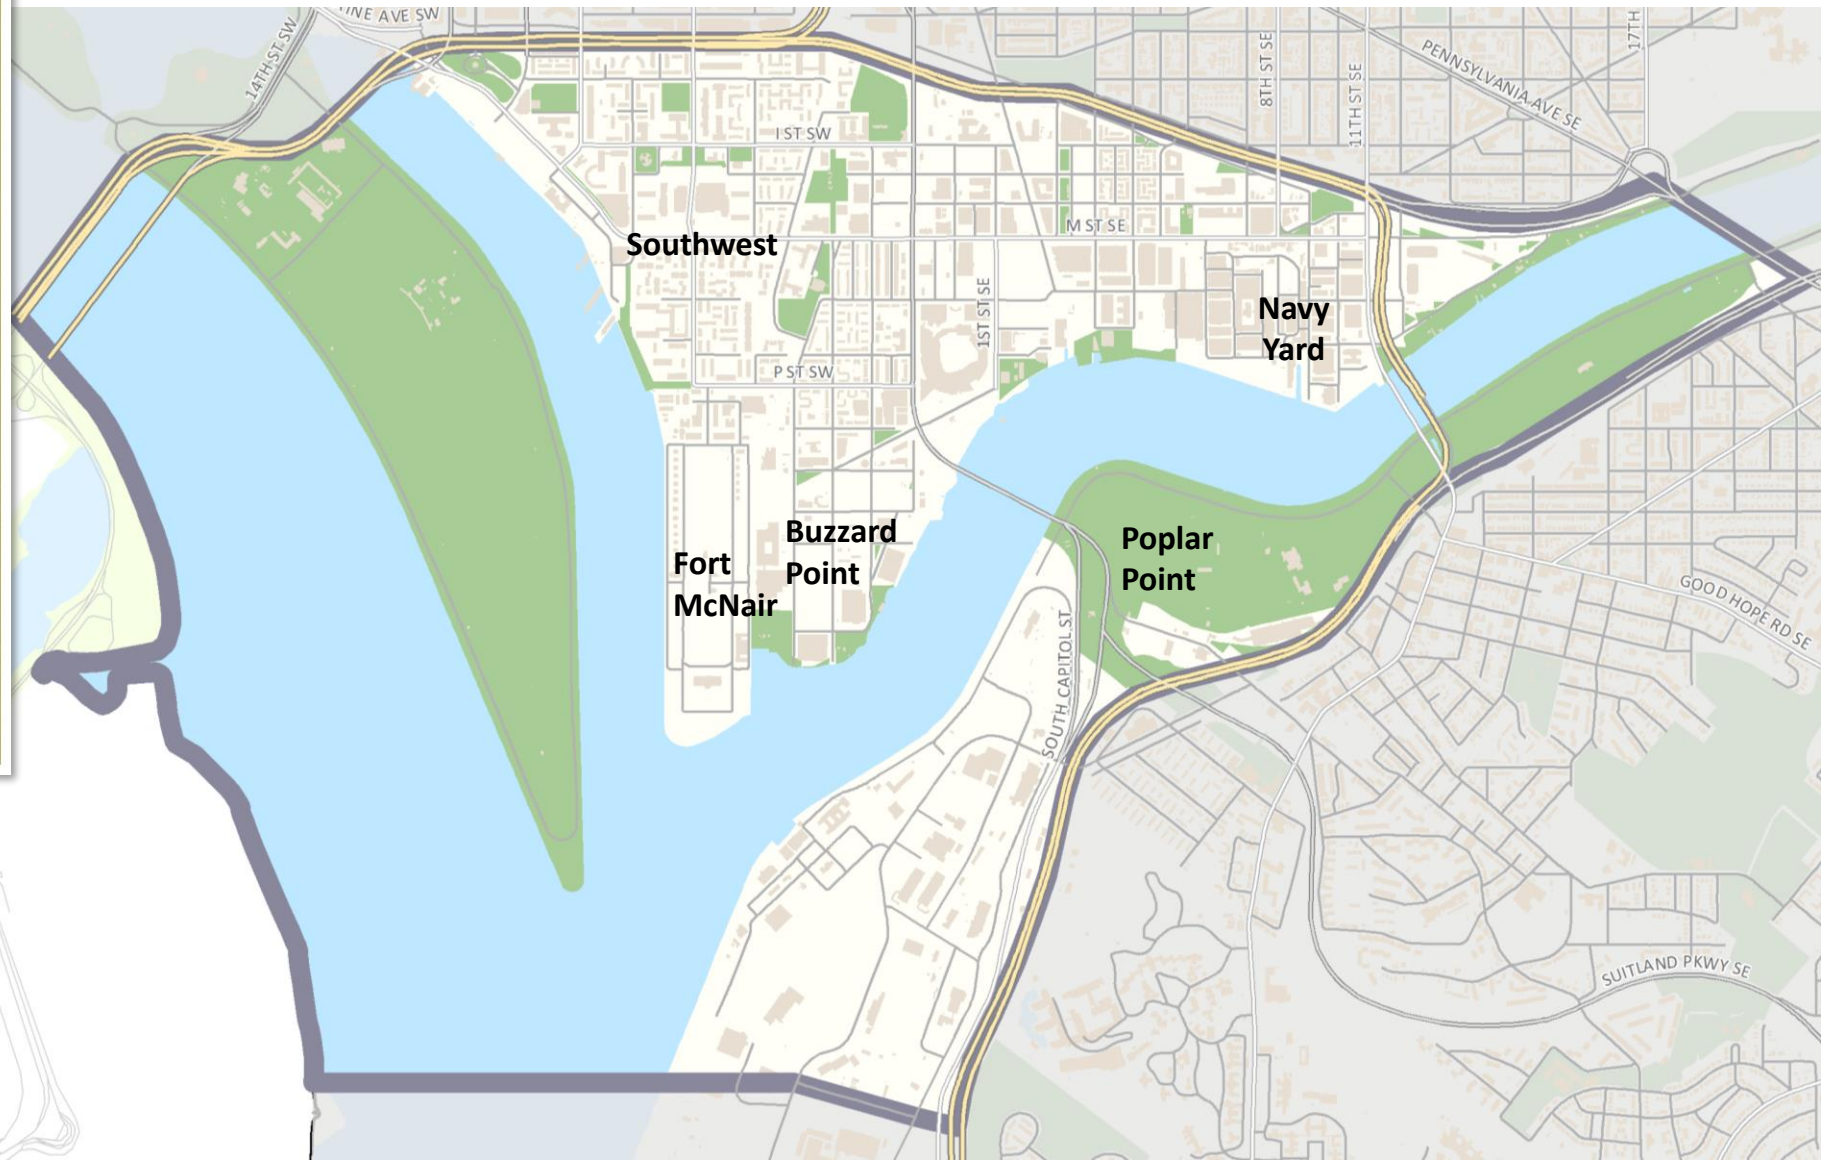 INE AVE SW
14TH ST SW
17TH
PENNSYLVANIA AVE SE
8TH ST SE
11TH ST SE
I ST SW
M ST SE
Southwest
1ST ST SE
Navy
Yard
P ST SW
Buzzard
Point
Fort
McNair
Poplar
Point
GOOD HOPE RD SE
SOUTH CAPITOL ST
SUITLAND PKWY SE